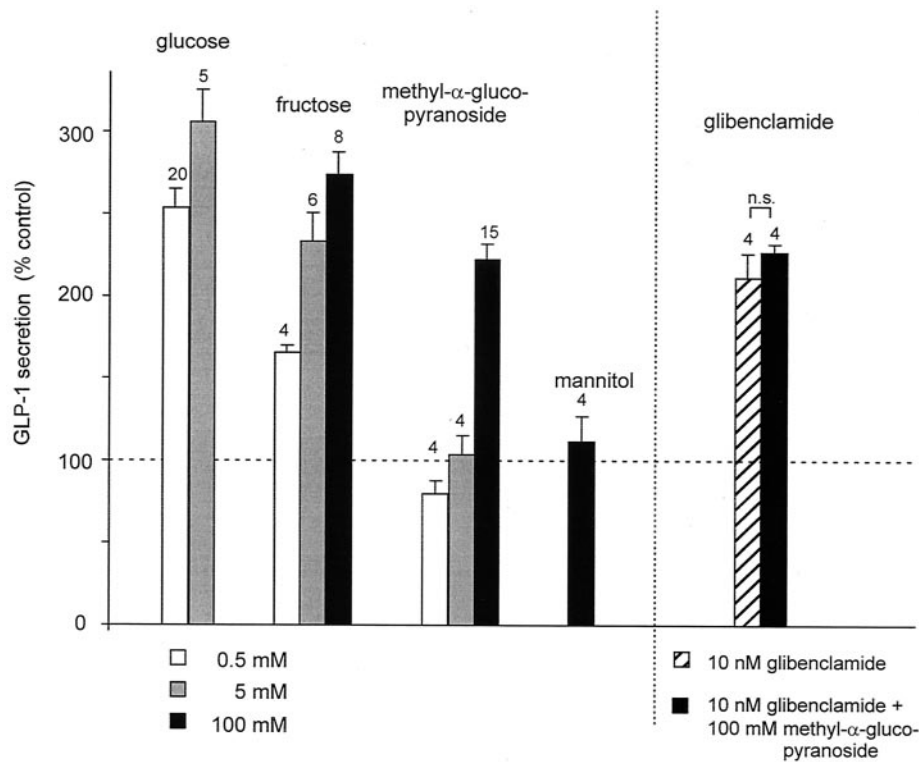 glucose
5
20
fructose
8
6
4
methyl-α-gluco-
pyranoside
15
4
4
mannitol
4
glibenclamide
n.s.
4
4
GLP-1 secretion (% control)
300
200
100
0
0.5 mM
5 mM
100 mM
10 nM glibenclamide
10 nM glibenclamide +
100 mM methyl-α-gluco-
pyranoside